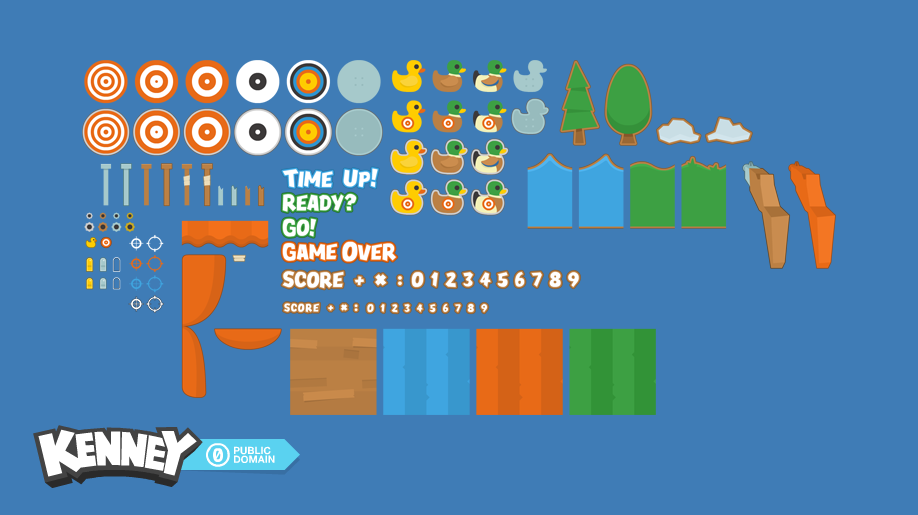 TIME UP!
READY?
GO!
GAME OVER
SCORE + × : 0 1 2 3 4 5 6 7 8 9
SCORE + × : 0 1 2 3 4 5 6 7 8 9
KENNEY
0 PUBLIC
DOMAIN